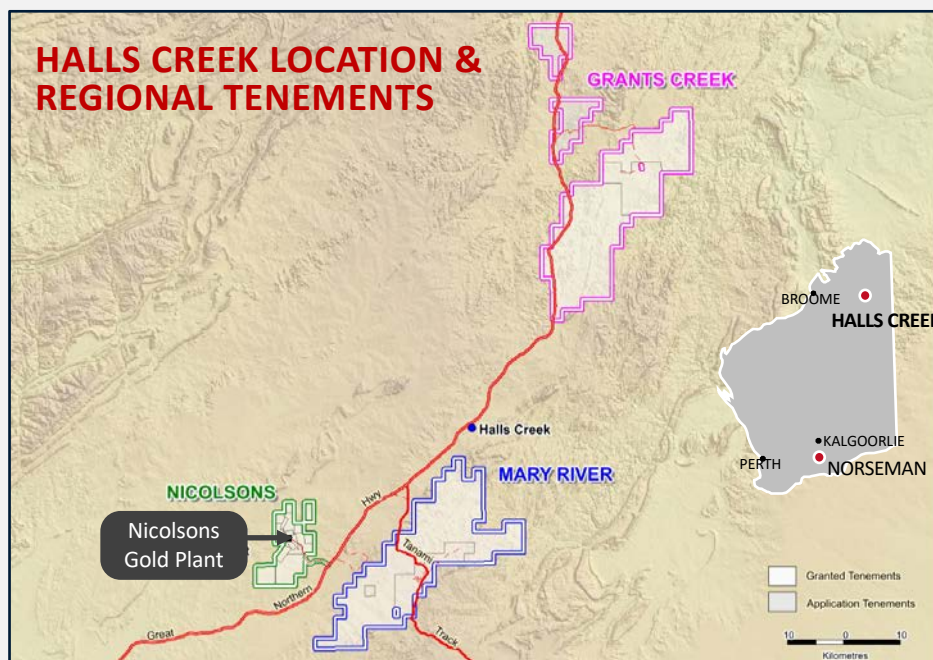 HALLS CREEK LOCATION &
REGIONAL TENEMENTS
GRANTS CREEK
BROOME
HALLS CREEK
KALGOORLIE
PERTH
NORSEMAN
Halls Creek
MARY RIVER
NICOLSONS
Hwy
Nicolsons
Gold Plant
Tanami
Northern
Great
Track
Granted Tenements
Application Tenements
10 0 10
Kilometres